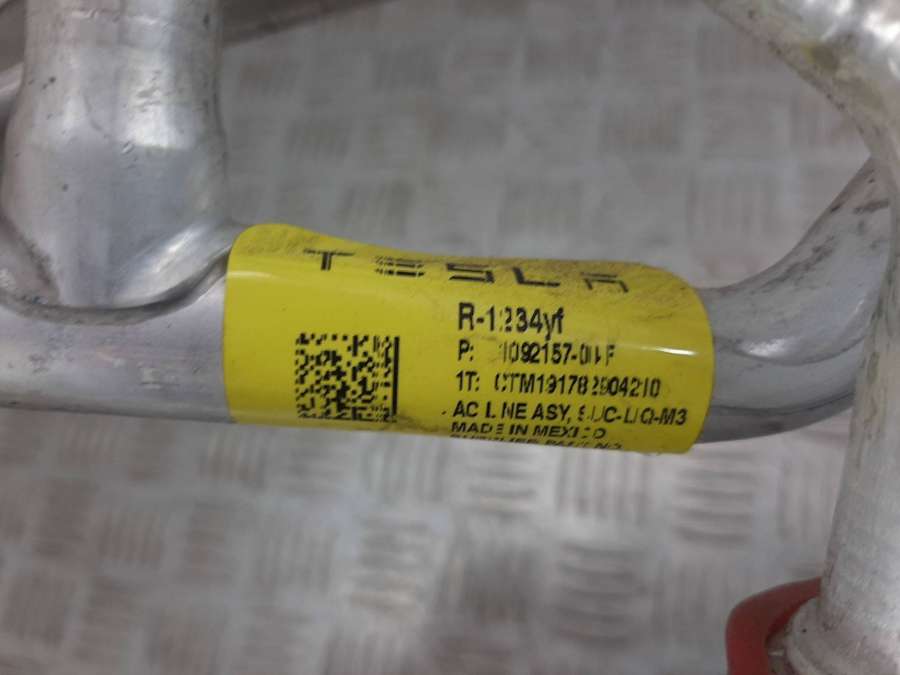 TESLA
R-1234yf
P: 1092157-00-F
1T: CTM191782904210
AC LINE ASY, SUC-LIQ-M3
MADE IN MEXICO